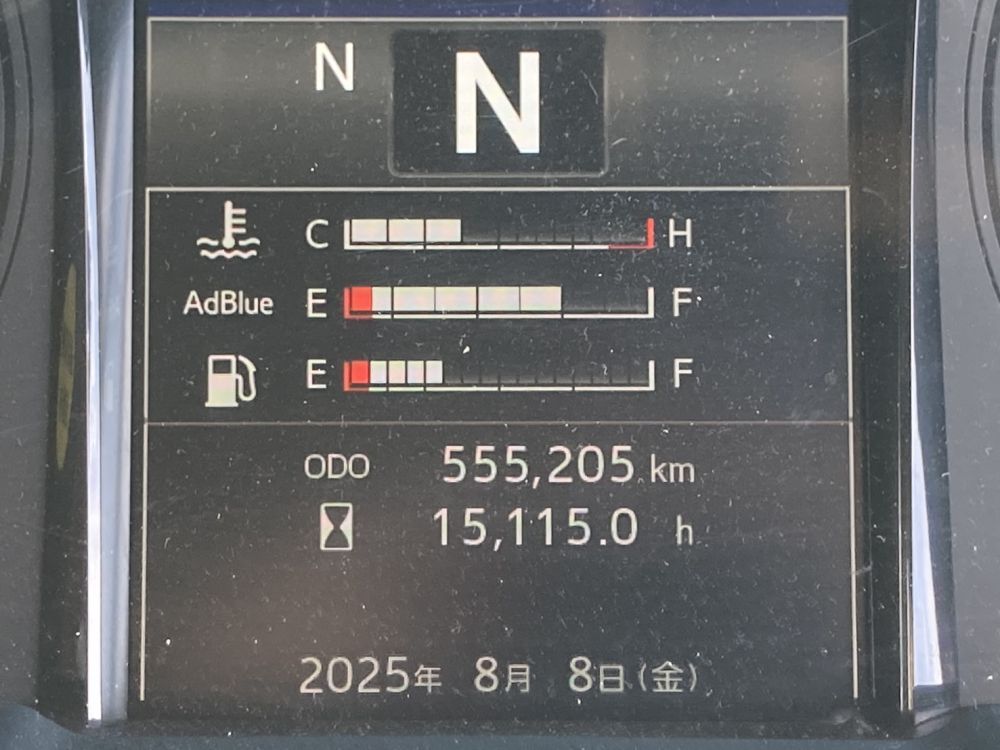 N N
C H
AdBlue E F
E F
ODO 555,205 km
15,115.0 h
2025年 8月 8日(金)